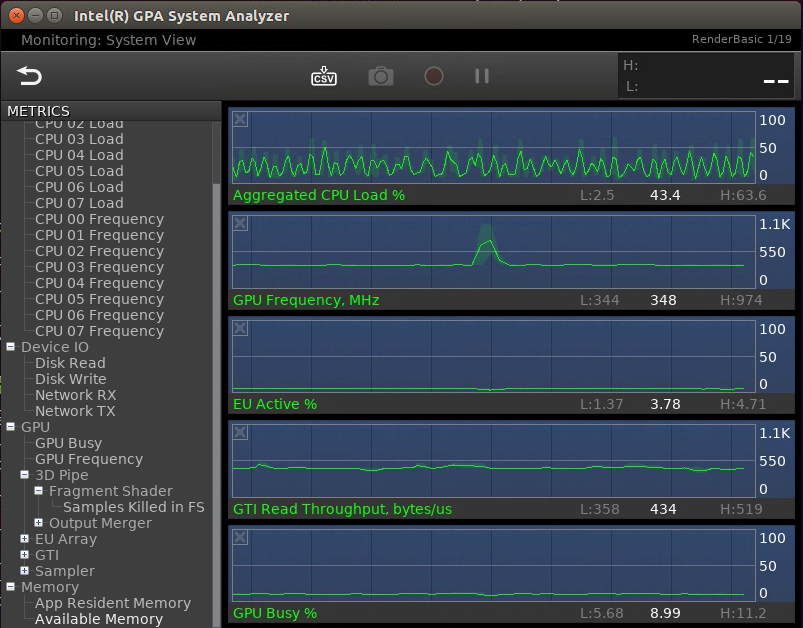 Intel(R) GPA System Analyzer
Monitoring: System View
RenderBasic 1/19
CSV
H:
L:
--
METRICS
CPU 02 Load
CPU 03 Load
CPU 04 Load
CPU 05 Load
CPU 06 Load
CPU 07 Load
CPU 00 Frequency
CPU 01 Frequency
CPU 02 Frequency
CPU 03 Frequency
CPU 04 Frequency
CPU 05 Frequency
CPU 06 Frequency
CPU 07 Frequency
Device IO
Disk Read
Disk Write
Network RX
Network TX
GPU
GPU Busy
GPU Frequency
3D Pipe
Fragment Shader
Samples Killed in FS
Output Merger
EU Array
GTI
Sampler
Memory
App Resident Memory
Available Memory
100
50
0
Aggregated CPU Load % L:2.5 43.4 H:63.6
1.1K
550
0
GPU Frequency, MHz L:344 348 H:974
100
50
0
EU Active % L:1.37 3.78 H:4.71
1.1K
550
0
GTI Read Throughput, bytes/us L:358 434 H:519
100
50
0
GPU Busy % L:5.68 8.99 H:11.2